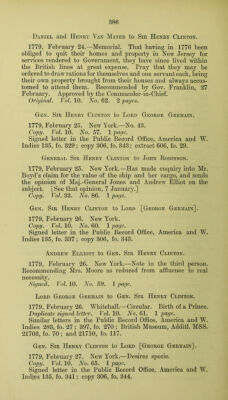 386
Daniel and Henry Van Mater to Sir Henry Clinton.
1779, February 24.—Memorial. That having in 1776 been
obliged to quit their homes and property in New Jersey for
services rendered to Government, they have since lived within
the British lines at great expense. Pray that they may be
ordered to draw rations for themselves and one servant each, being
their own property brought from their houses and always accus-
tomed to attend them. Recommended by Gov. Franklin, 27
February. Approved by the Commander-in-Chief.
Original. Vol. 10. No. 62. 2 pages.
Gen. Sir Henry Clinton to Lord George Germain.
1779, February 25. New York.—No. 43.
Copy. Vol. 10. No. 57. 1 page.
Signed letter in the Public Record Office, America and W.
Indies 135, fo. 329; copy 306, fo. 343; extract 606, fo. 29.
General Sir Henry Clinton to John Robinson.
1779, February 25. New York.—Has made enquiry into Mr.
Boyd's claim for the value of the ship and her cargo, and sends
the opinion of Maj.-General Jones and Andrew Elliot on the
subject. [See that opinion, 7 January.]
Copy. Vol. 33. No. 86. 1 page.
Gen. Sir Henry Clinton to Lord [George Germain].
1779, February 26. New York.
Copy. Vol. 10. No. 60. 1 page.
Signed letter in the Public Record Office, America and W.
Indies 135, fo. 337; copy 306, fo. 345.
Andrew Elliott to Gen. Sir Henry Clinton.
1779, February 26. New York.—Note in the third person.
Recommending Mrs. Moore as reduced from affluence to real
necessity.
Signed. Vol. 10. No. 59. 1 page.
Lord George Germain to Gen. Sir Henry Clinton.
1779, February 26. Whitehall.—Circular. Birth of a Prince.
Duplicate signed letter. Vol. 10. No. 61. 1 page.
Similar letters in the Public Record Office, America and W.
Indies 285, fo. 27; 397, fo. 270; British Museum, Additl. MSS.
21703, fo. 70; and 21710, fo. 117.
Gen. Sir Henry Clinton to Lord [George Germain].
1779, February 27. New York.—Desires specie.
Copy. Vol. 10. No. 65. 1 page.
Signed letter in the Public Record Office, America and W.
Indies 135, fo. 341; copy 306, fo. 344.